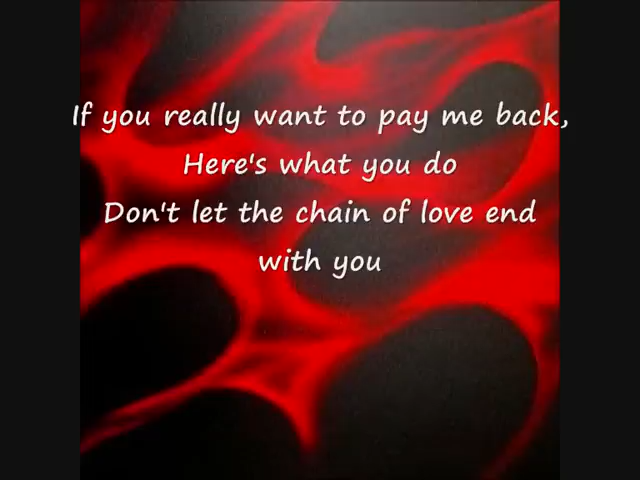 If you really want to pay me back,
Here's what you do
Don't let the chain of love end
with you